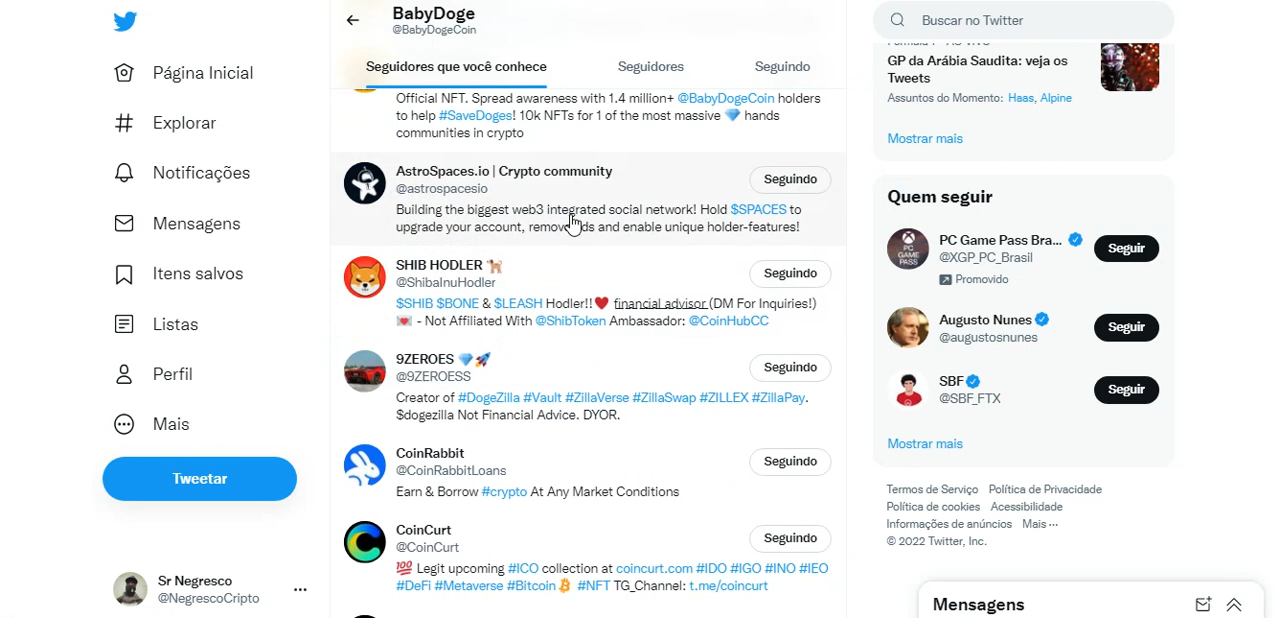 Página Inicial
Explorar
Notificações
Mensagens
Itens salvos
Listas
Perfil
Mais
Tweetar
Sr Negresco
@NegrescoCripto
BabyDoge
@BabyDogeCoin
Seguidores que você conhece
Seguidores
Seguindo
Official NFT. Spread awareness with 1.4 million+ @BabyDogeCoin holders
to help #SaveDoges! 10k NFTs for 1 of the most massive 💎 hands
communities in crypto
AstroSpaces.io | Crypto community
Seguindo
@astrospacesio
Building the biggest web3 integrated social network! Hold $SPACES to
upgrade your account, remove ads and enable unique holder-features!
SHIB HODLER 🐕
Seguindo
@ShibaInuHodler
$SHIB $BONE & $LEASH Hodler!!❤️ financial advisor (DM For Inquiries!)
💌 - Not Affiliated With @ShibToken Ambassador: @CoinHubCC
9ZEROES 💎🚀
Seguindo
@9ZEROESS
Creator of #DogeZilla #Vault #ZillaVerse #ZillaSwap #ZILLEX #ZillaPay.
$dogezilla Not Financial Advice. DYOR.
CoinRabbit
Seguindo
@CoinRabbitLoans
Earn & Borrow #crypto At Any Market Conditions
CoinCurt
Seguindo
@CoinCurt
💯 Legit upcoming #ICO collection at coincurt.com #IDO #IGO #INO #IEO
#DeFi #Metaverse #Bitcoin₿ #NFT TG_Channel: t.me/coincurt
Buscar no Twitter
GP da Arábia Saudita: veja os
Tweets
Assuntos do Momento: Haas, Alpine
Mostrar mais
Quem seguir
PC Game Pass Bra...
@XGP_PC_Brasil
Promovido
Seguir
Augusto Nunes
@augustosnunes
Seguir
SBF
@SBF_FTX
Seguir
Mostrar mais
Termos de Serviço Política de Privacidade
Política de cookies Acessibilidade
Informações de anúncios Mais ···
© 2022 Twitter, Inc.
Mensagens